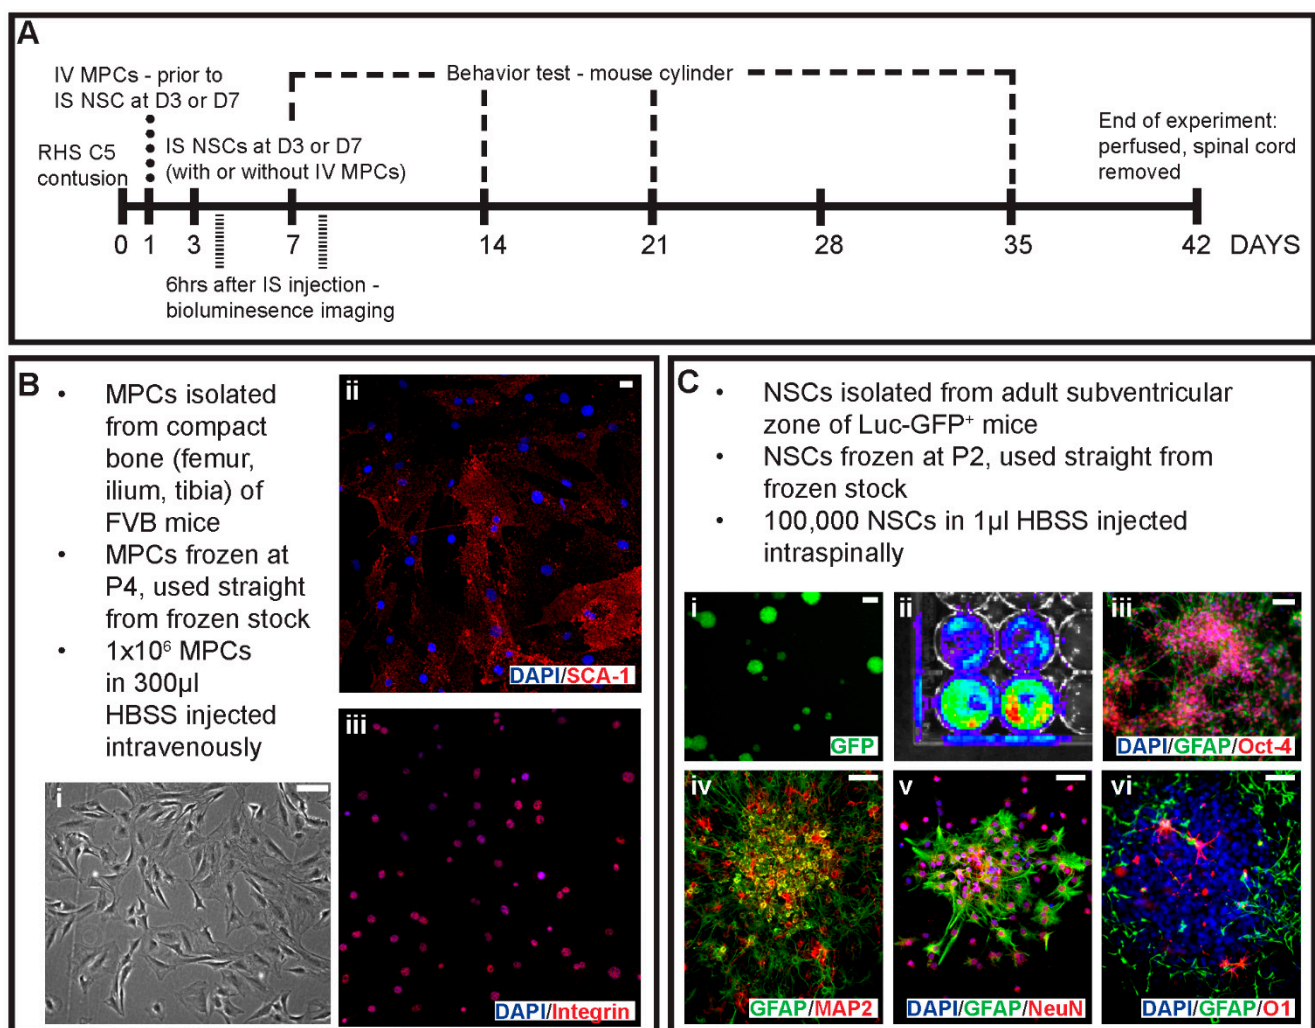 A
IV MPCs - prior to
IS NSC at D3 or D7
Behavior test - mouse cylinder
RHS C5
contusion
IS NSCs at D3 or D7
(with or without IV MPCs)
End of experiment:
perfused, spinal cord
removed
0 1 3 7 14 21 28 35 42 DAYS
6hrs after IS injection -
bioluminesence imaging
B
• MPCs isolated
from compact
bone (femur,
ilium, tibia) of
FVB mice
• MPCs frozen at
P4, used straight
from frozen stock
• 1x10⁶ MPCs
in 300µl
HBSS injected
intravenously
i
ii
DAPI/SCA-1
iii
DAPI/Integrin
C
• NSCs isolated from adult subventricular
zone of Luc-GFP⁺ mice
• NSCs frozen at P2, used straight from
frozen stock
• 100,000 NSCs in 1µl HBSS injected
intraspinally
i
GFP
ii
iii
DAPI/GFAP/Oct-4
iv
GFAP/MAP2
v
DAPI/GFAP/NeuN
vi
DAPI/GFAP/O1